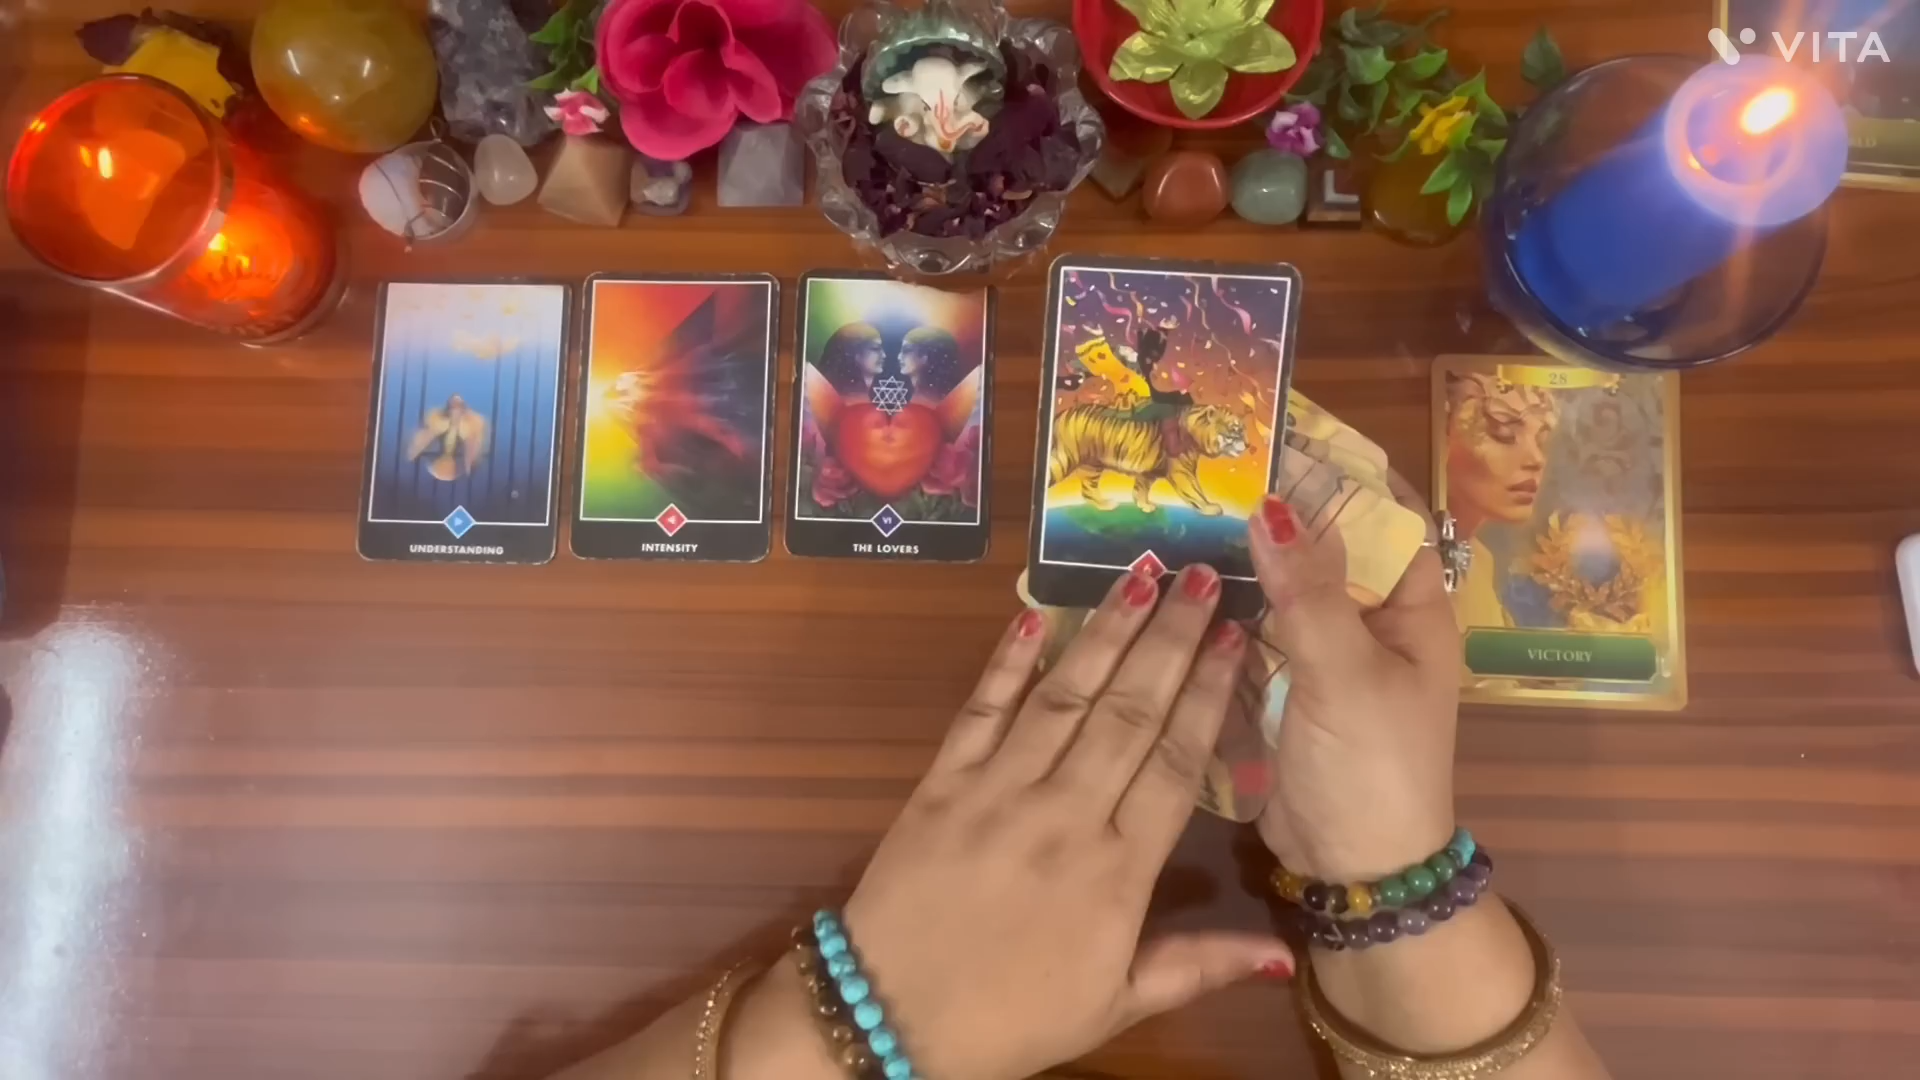 VITA
UNDERSTANDING
INTENSITY
VI
THE LOVERS
28
VICTORY